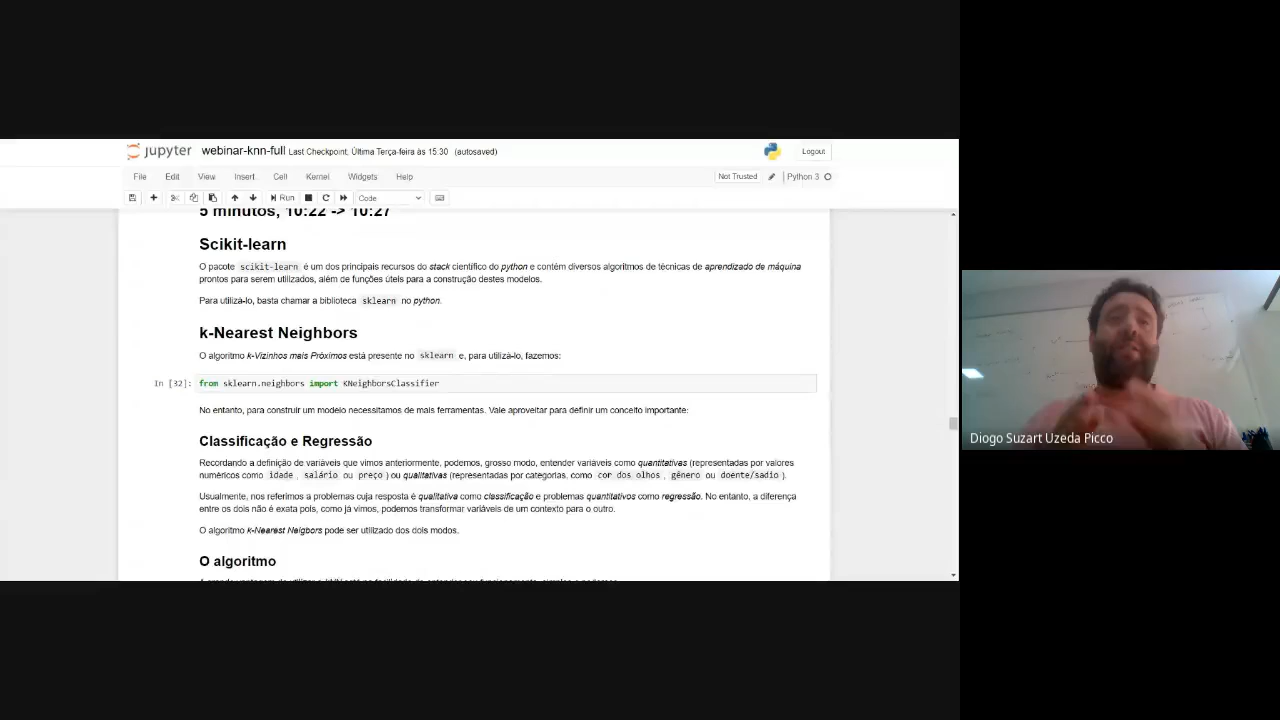 jupyter webinar-knn-full Last Checkpoint: Última Terça-feira às 15:30 (autosaved) Logout
File Edit View Insert Cell Kernel Widgets Help Not Trusted Python 3
Run Code
5 minutos, 10:22 -> 10:27
Scikit-learn
O pacote scikit-learn é um dos principais recursos do stack científico do python e contém diversos algoritmos de técnicas de aprendizado de máquina
prontos para serem utilizados, além de funções úteis para a construção destes modelos.
Para utilizá-lo, basta chamar a biblioteca sklearn no python.
k-Nearest Neighbors
O algoritmo k-Vizinhos mais Próximos está presente no sklearn e, para utilizá-lo, fazemos:
In [32]: from sklearn.neighbors import KNeighborsClassifier
No entanto, para construir um modelo necessitamos de mais ferramentas. Vale aproveitar para definir um conceito importante:
Classificação e Regressão
Recordando a definição de variáveis que vimos anteriormente, podemos, grosso modo, entender variáveis como quantitativas (representadas por valores
numéricos como idade, salário ou preço) ou qualitativas (representadas por categorias, como cor dos olhos, gênero ou doente/sadio).
Usualmente, nos referimos a problemas cuja resposta é qualitativa como classificação e problemas quantitativos como regressão. No entanto, a diferença
entre os dois não é exata pois, como já vimos, podemos transformar variáveis de um contexto para o outro.
O algoritmo k-Nearest Neigbors pode ser utilizado dos dois modos.
O algoritmo
Diogo Suzart Uzeda Picco